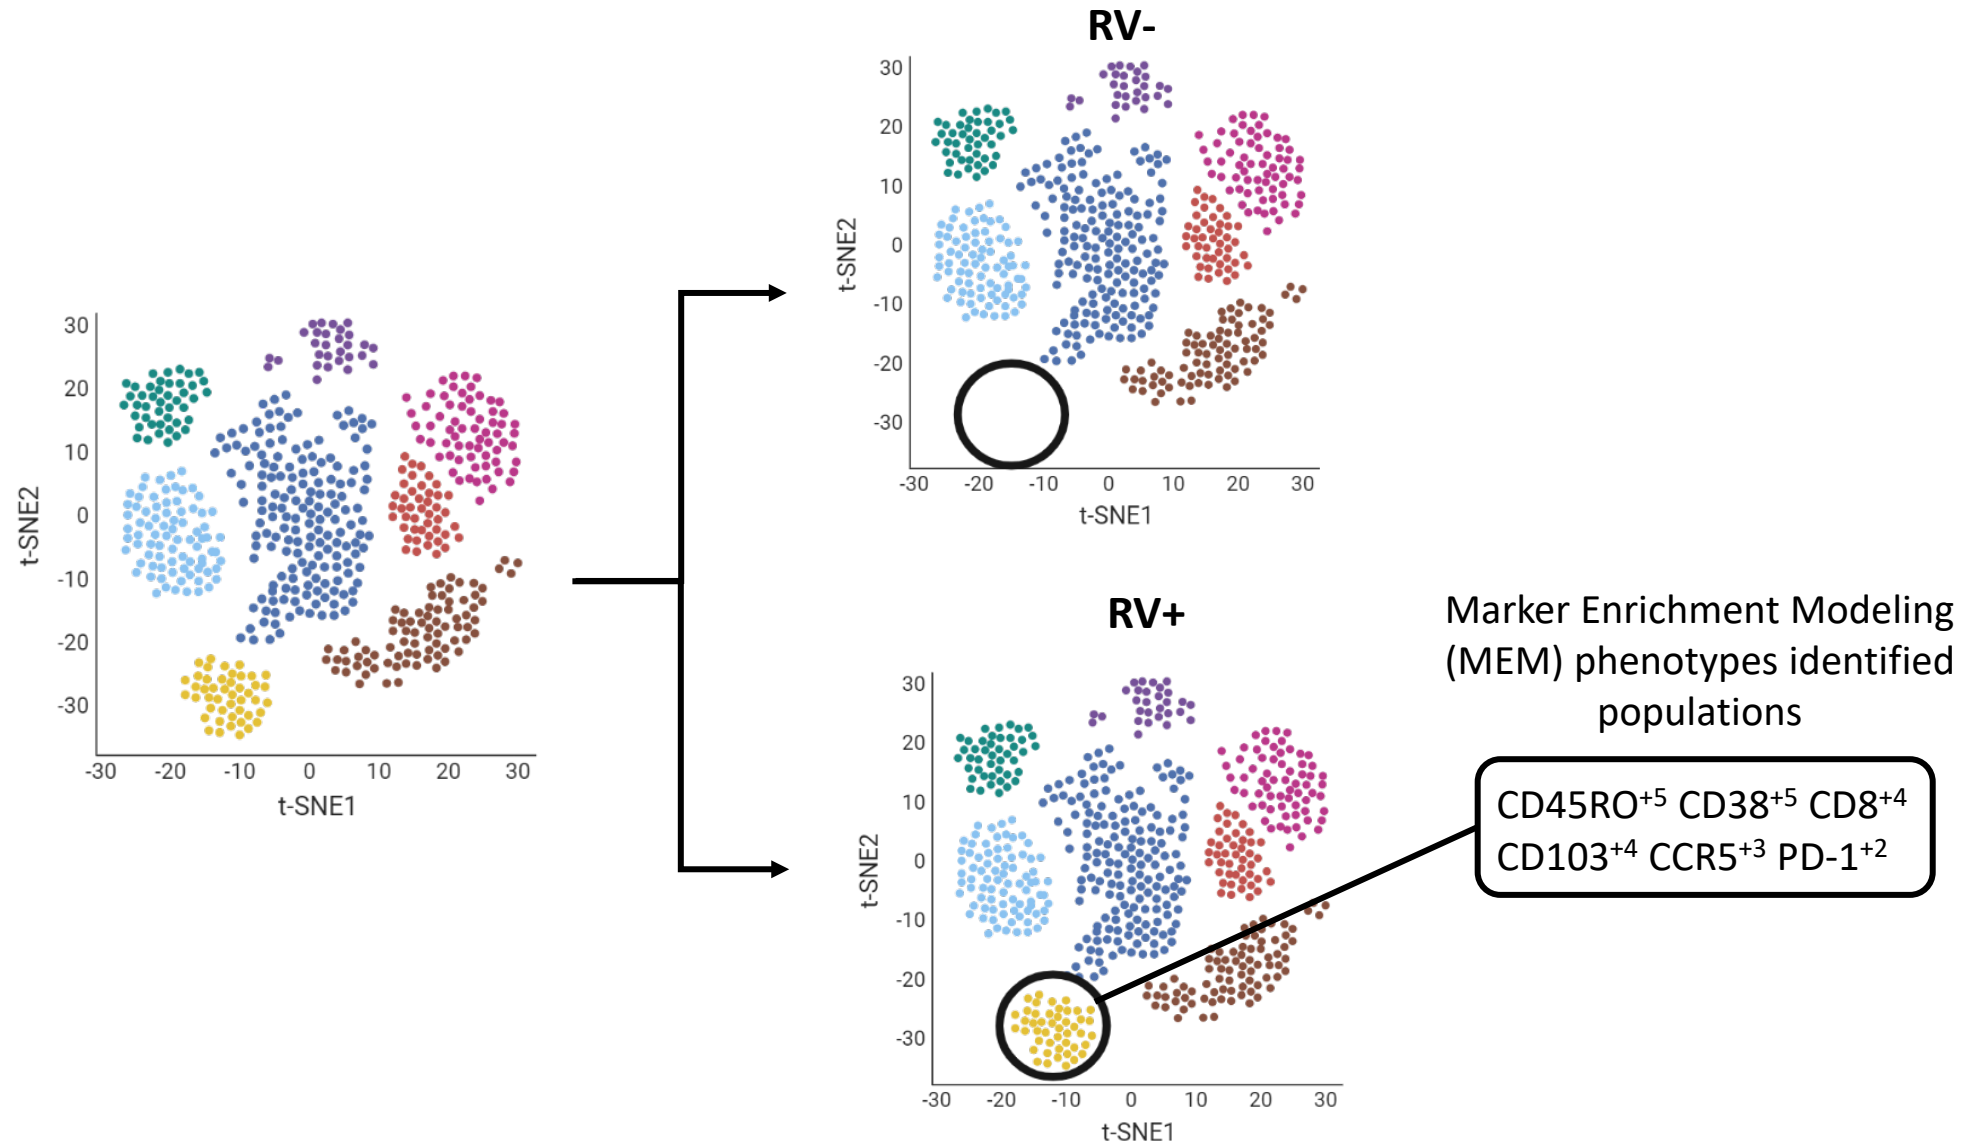 30
20
10
0
-10
-20
-30
t-SNE2
-30 -20 -10 0 10 20 30
t-SNE1
RV-
30
20
10
0
-10
-20
-30
t-SNE2
-30 -20 -10 0 10 20 30
t-SNE1
RV+
30
20
10
0
-10
-20
-30
t-SNE2
-30 -20 -10 0 10 20 30
t-SNE1
Marker Enrichment Modeling
(MEM) phenotypes identified
populations
CD45RO⁺⁵ CD38⁺⁵ CD8⁺⁴
CD103⁺⁴ CCR5⁺³ PD-1⁺²